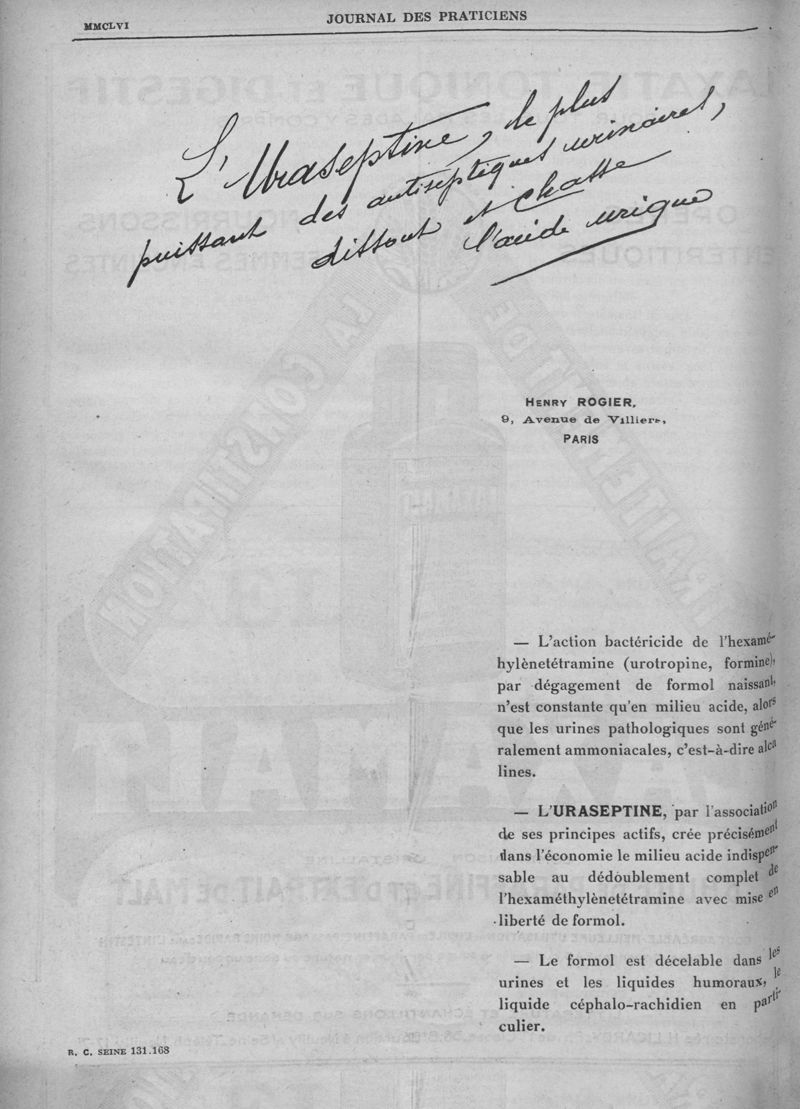 MMCLVI
JOURNAL DES PRATICIENS
L'Uraseptine, le plus
puissant des antiseptiques urinaires,
dissout et chasse
l'acide urique
HENRY ROGIER,
9, Avenue de Villiers,
PARIS
— L'action bactéricide de l'hexamé-
hylènetétramine (urotropine, formine),
par dégagement de formol naissant,
n'est constante qu'en milieu acide, alors
que les urines pathologiques sont géné-
ralement ammoniacales, c'est-à-dire alca
lines.
— L'URASEPTINE, par l'association
de ses principes actifs, crée précisément
dans l'économie le milieu acide indispen-
sable au dédoublement complet de
l'hexaméthylènetétramine avec mise en
liberté de formol.
— Le formol est décelable dans les
urines et les liquides humoraux, le
liquide céphalo-rachidien en parti
culier.
R. C. SEINE 131.168